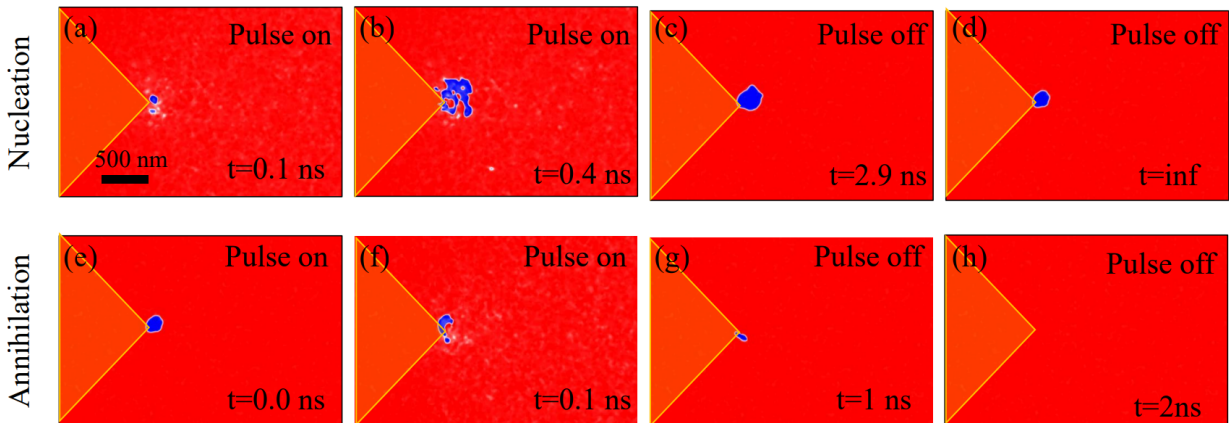 Nucleation
(a)
Pulse on
500 nm
t=0.1 ns
(b)
Pulse on
t=0.4 ns
(c)
Pulse off
t=2.9 ns
(d)
Pulse off
t=inf
Annihilation
(e)
Pulse on
t=0.0 ns
(f)
Pulse on
t=0.1 ns
(g)
Pulse off
t=1 ns
(h)
Pulse off
t=2ns